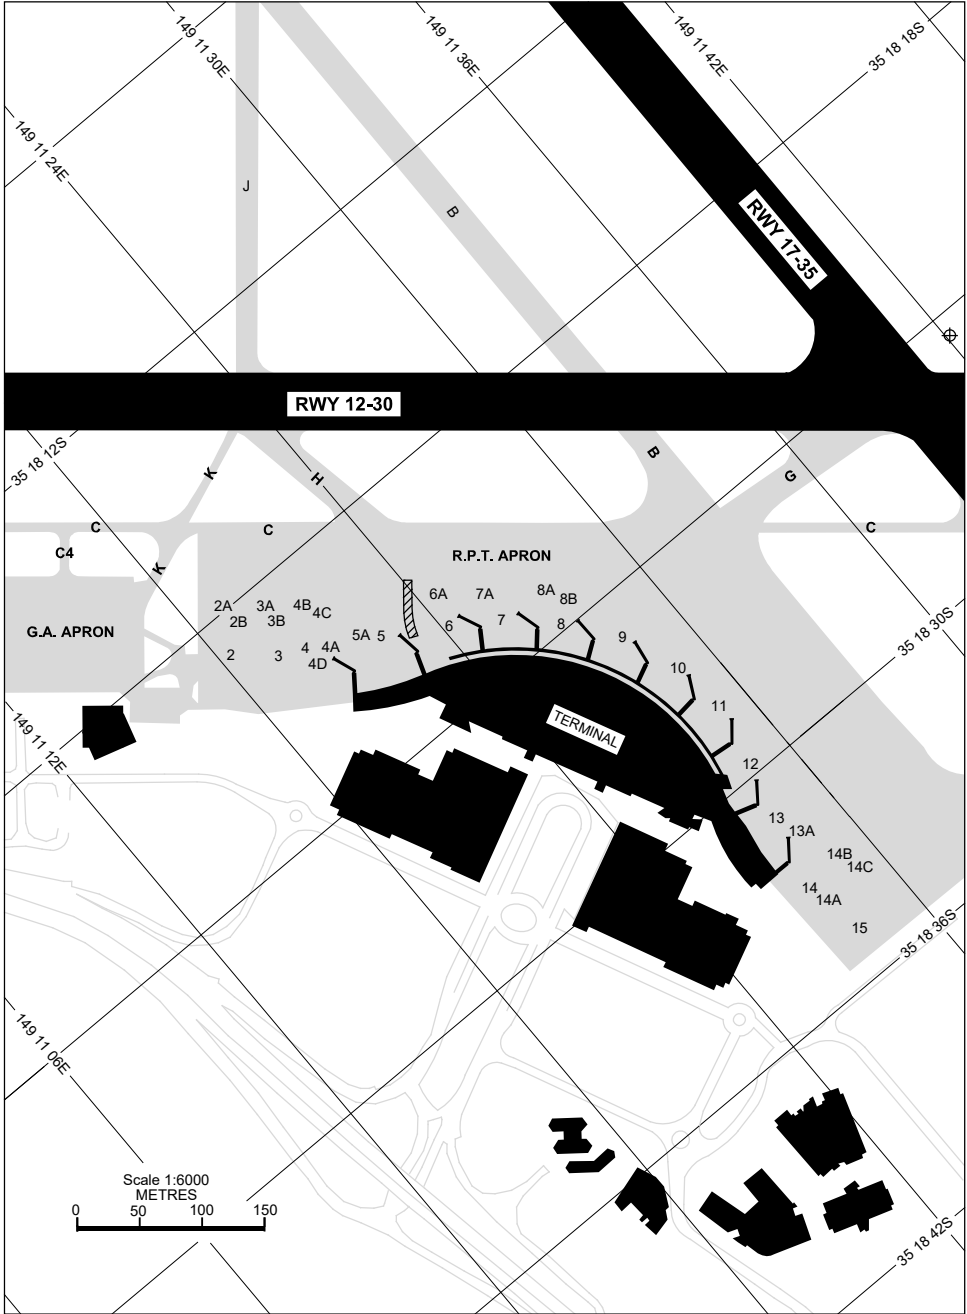 149 11 30E
149 11 36E
149 11 42E
35 18 18S
149 11 24E
J
B
RWY 17-35
RWY 12-30
35 18 12S
K
H
B
G
C
C
C
C4
K
R.P.T. APRON
G.A. APRON
2A
3A
4B
4C
2B
3B
6A
7A
8A
8B
6
7
8
5A
5
9
35 18 30S
2
3
4
4A
4D
10
11
TERMINAL
149 11 12E
12
13
13A
14B
14C
14
14A
15
35 18 36S
149 11 06E
Scale 1:6000
METRES
0 50 100 150
35 18 42S